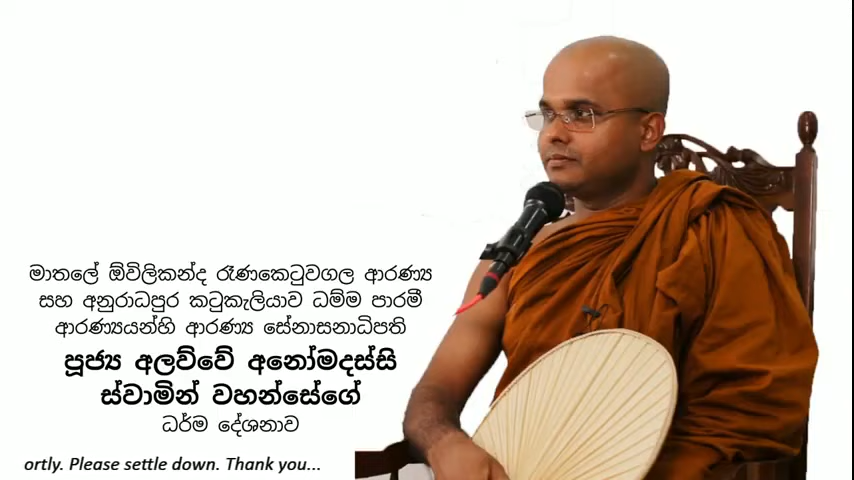 මාතලේ ඕවිලිකන්ද රෑණකෙටුවගල ආරණ්‍ය
සහ අනුරාධපුර කටුකැලියාව ධම්ම පාරමී
ආරණ්‍යයන්හි ආරණ්‍ය සේනාසනාධිපති
පූජ්‍ය අලව්වේ අනෝමදස්සි
ස්වාමින් වහන්සේගේ
ධර්ම දේශනාව
ortly. Please settle down. Thank you...